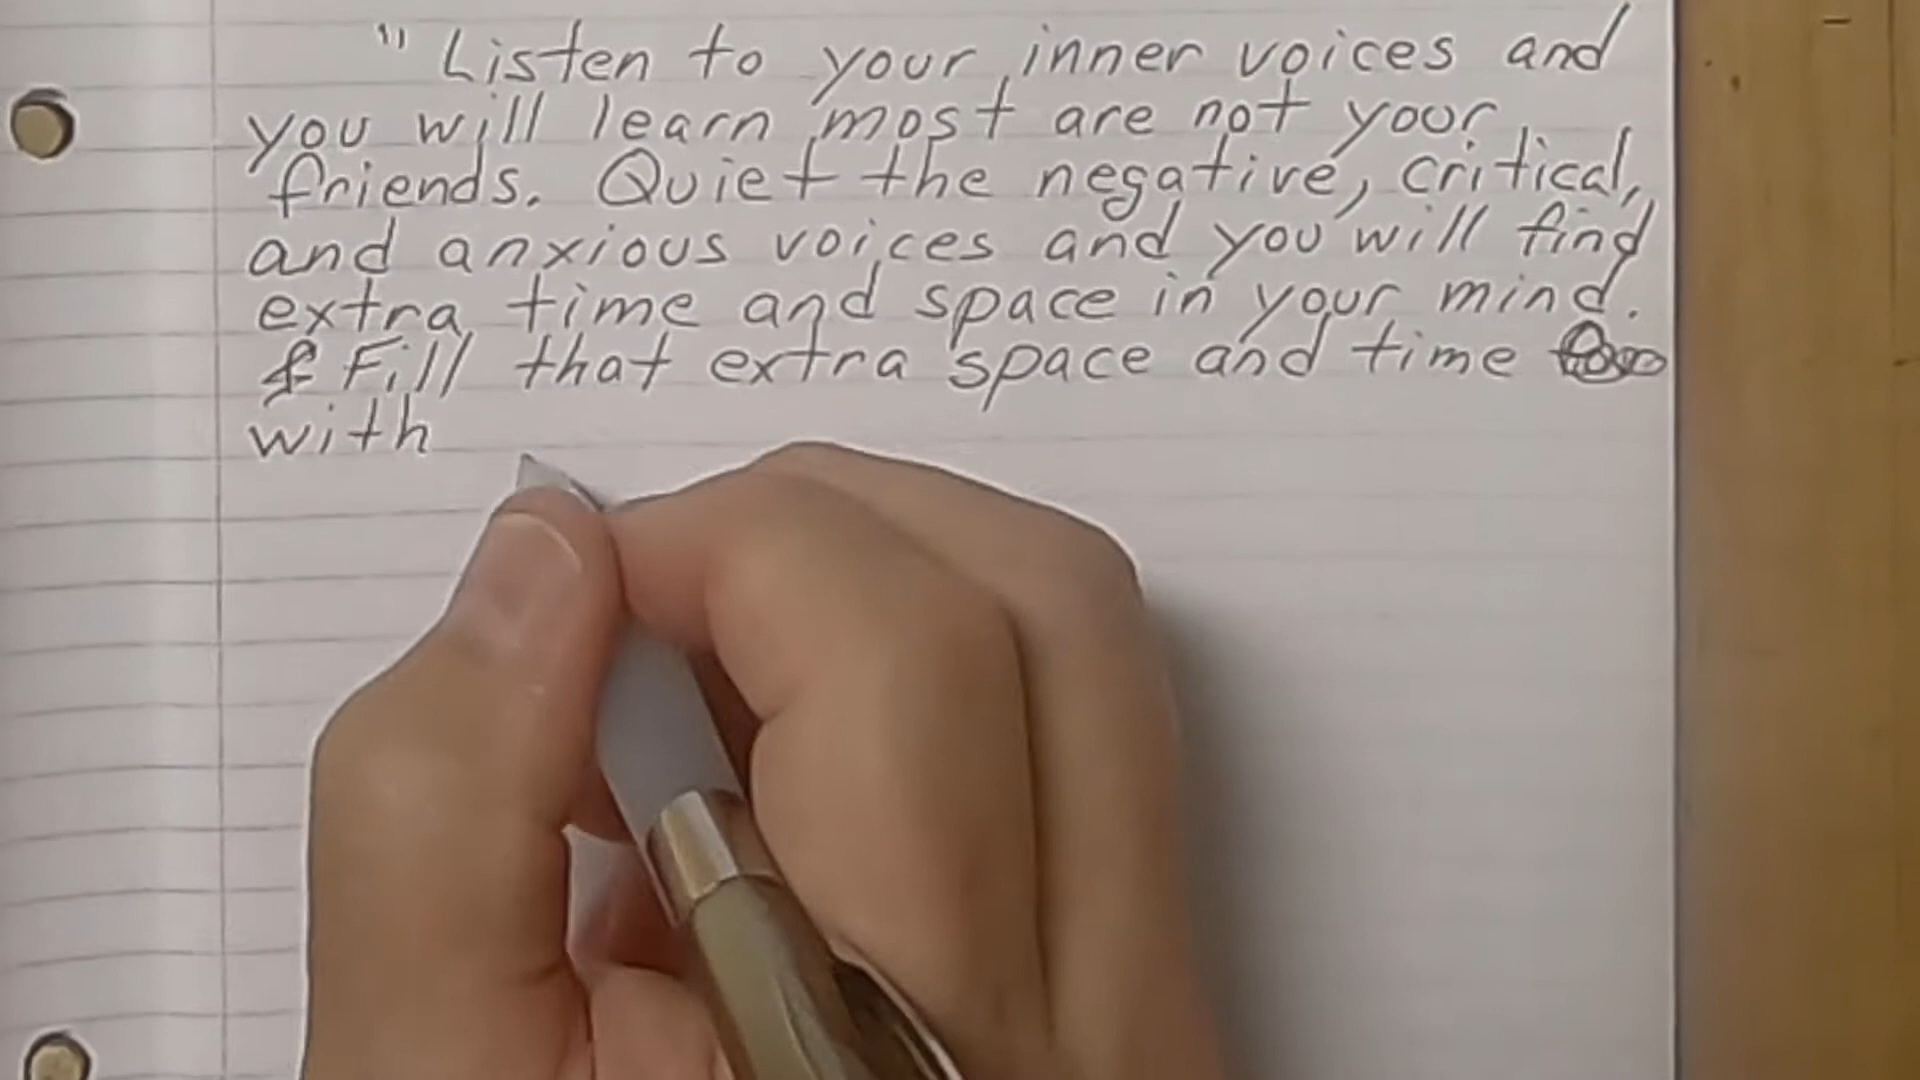 "Listen to your inner voices and
you will learn most are not your
friends. Quiet the negative, critical,
and anxious voices and you will find
extra time and space in your mind.
& Fill that extra space and time
with